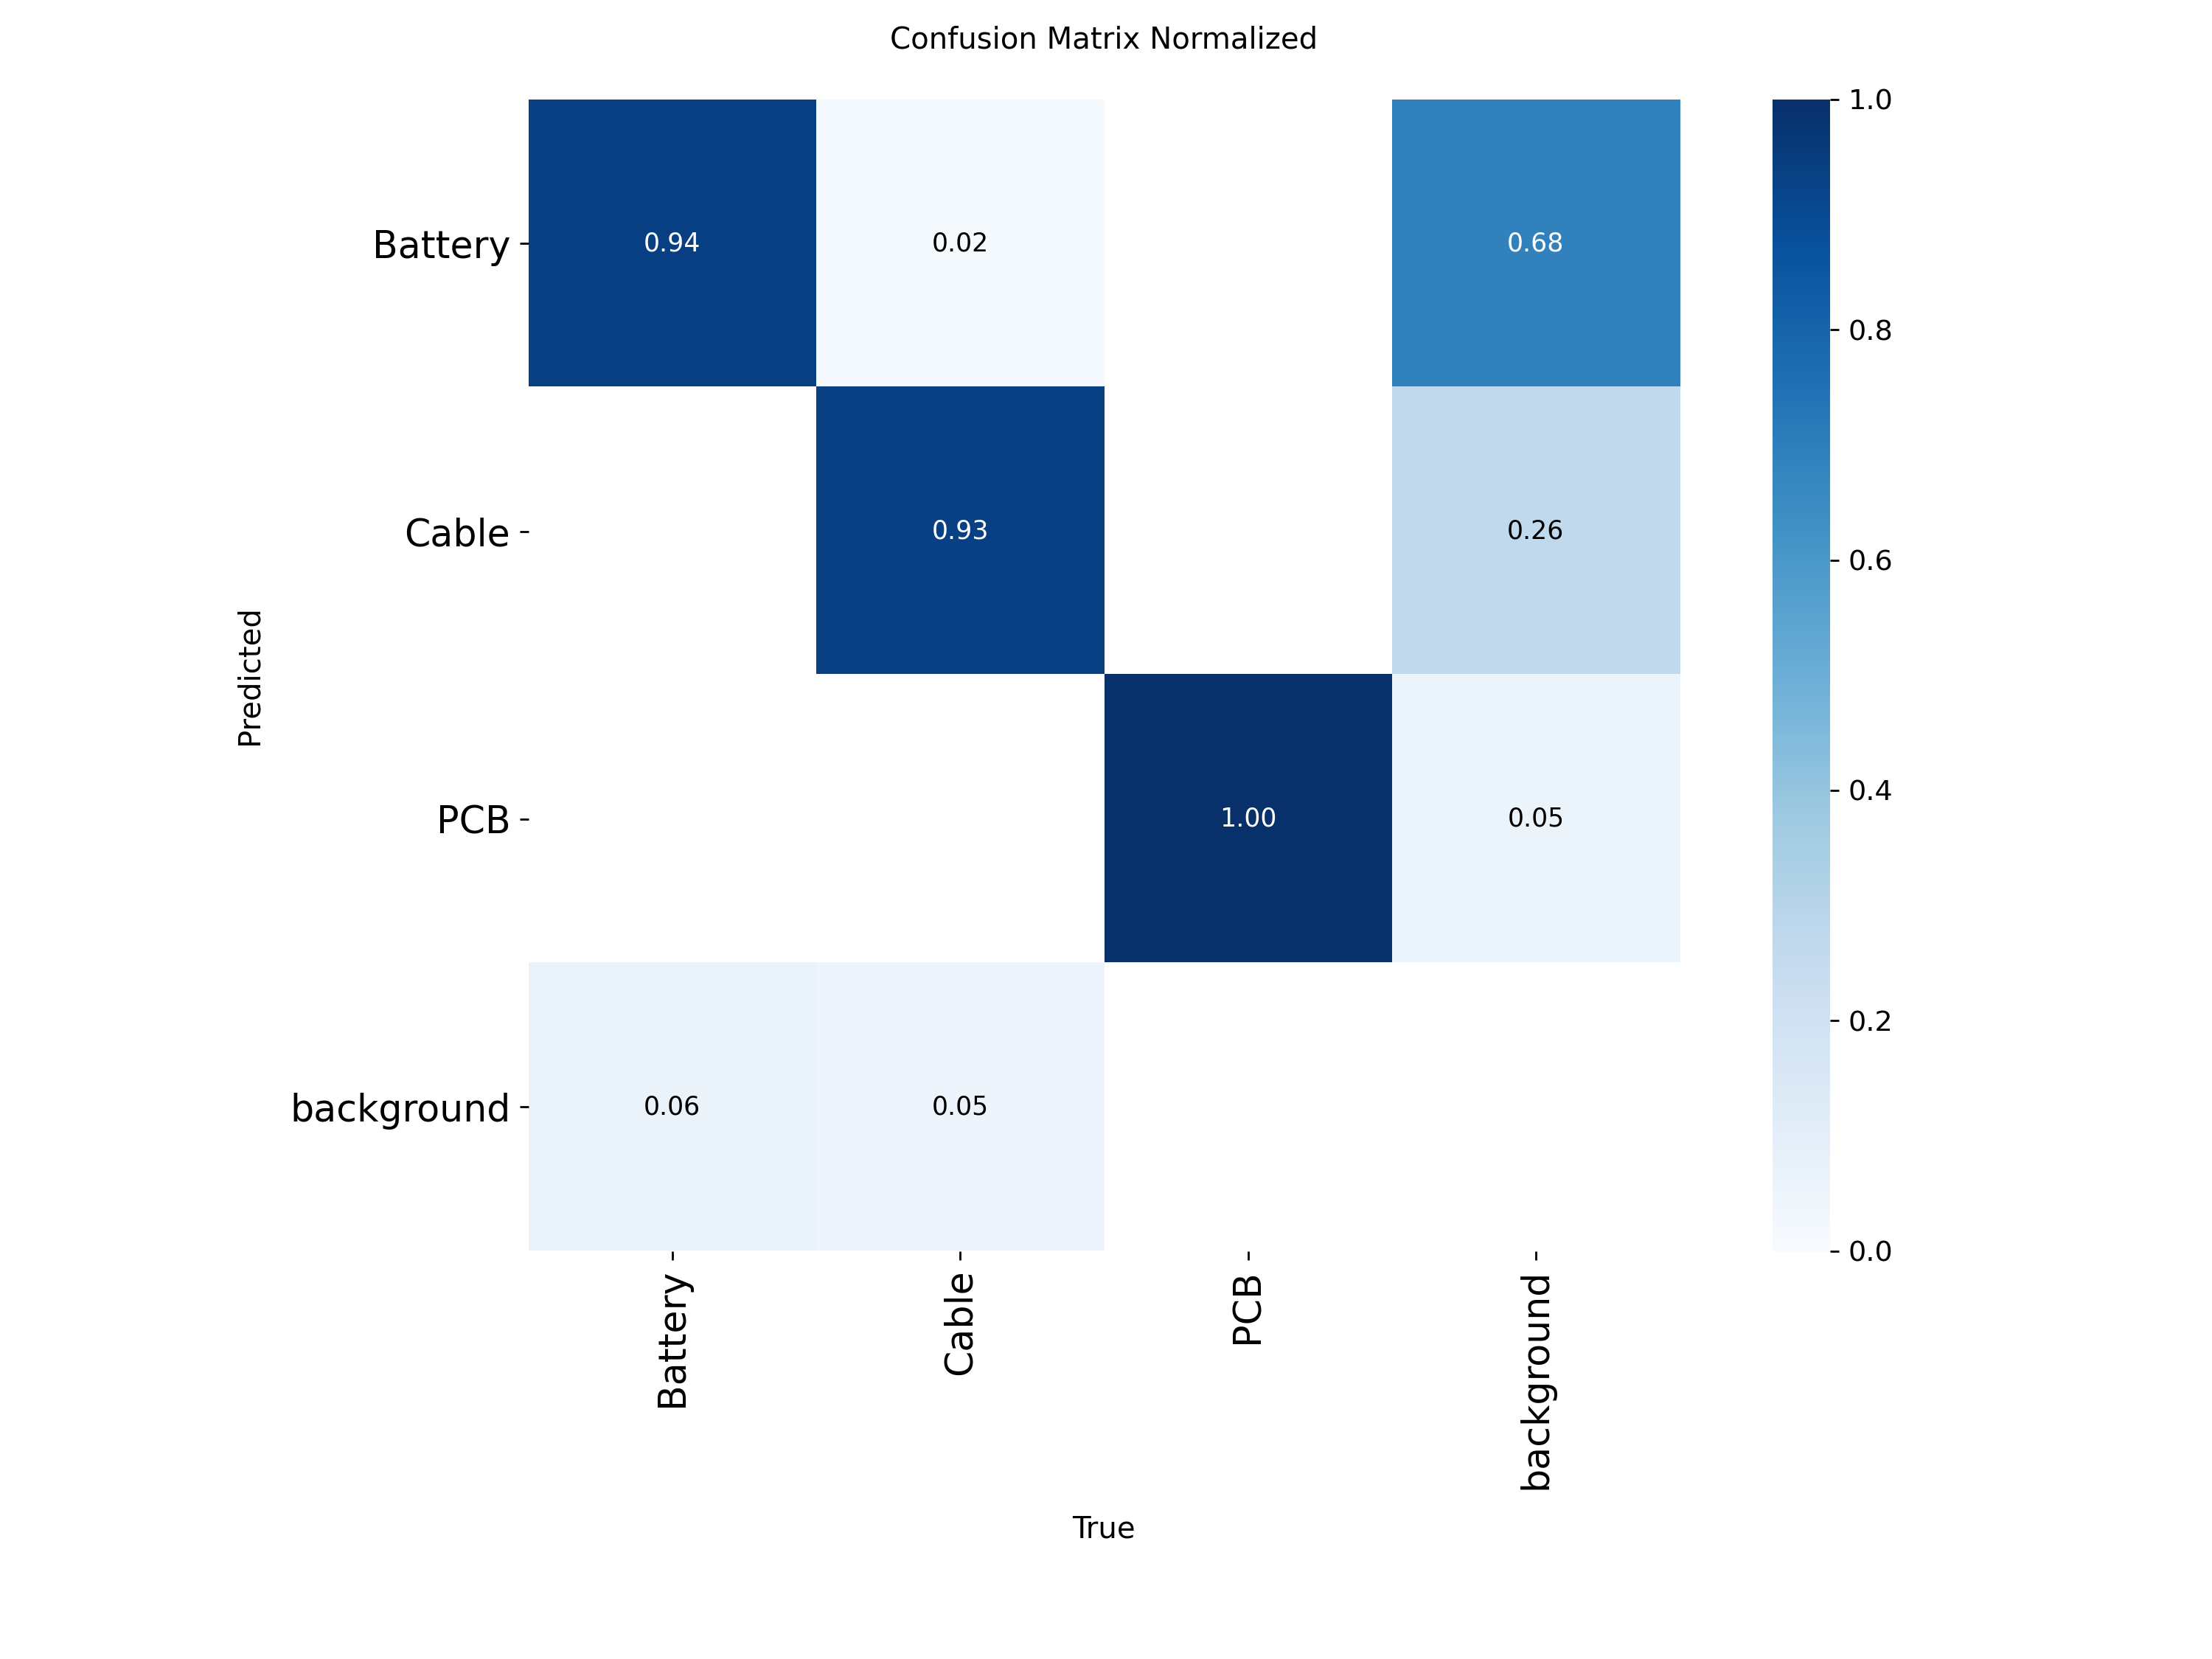 Confusion Matrix Normalized
Battery
0.94
0.02
0.68
Cable
0.93
0.26
PCB
1.00
0.05
background
0.06
0.05
Predicted
Battery
Cable
PCB
background
True
1.0
0.8
0.6
0.4
0.2
0.0